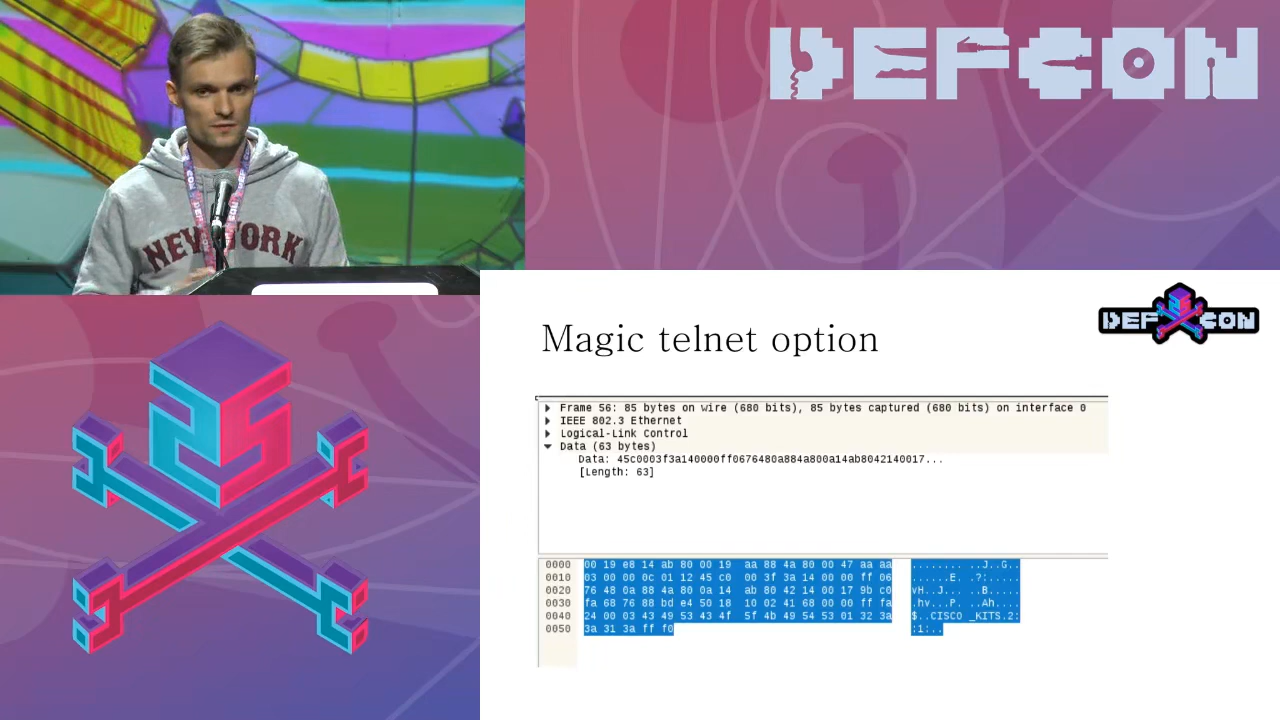 DEFCON
NEW YORK
DEF CON
Magic telnet option
Frame 56: 85 bytes on wire (680 bits), 85 bytes captured (680 bits) on interface 0
IEEE 802.3 Ethernet
Logical-Link Control
Data (63 bytes)
Data: 45c0003f3a140000ff0676480a884a800a14ab8042140017...
[Length: 63]
0000 00 19 e8 14 ab 80 00 19 aa 88 4a 80 00 47 aa aa ........ ..J..G..
0010 03 00 00 0c 01 12 45 c0 00 3f 3a 14 00 00 ff 06 ......E. .?:.....
0020 76 48 0a 88 4a 80 0a 14 ab 80 42 14 00 17 9b c0 vH..J... ..B.....
0030 fa 68 76 88 bd e4 50 18 10 02 41 68 00 00 ff fa .hv...P. ..Ah....
0040 24 00 03 43 49 53 43 4f 5f 4b 49 54 53 01 32 3a $..CISCO _KITS.2:
0050 3a 31 3a ff f0 :1:..